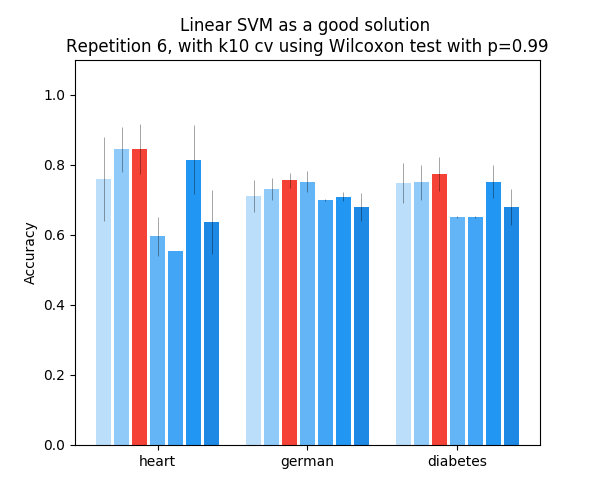 Linear SVM as a good solution
Repetition 6, with k10 cv using Wilcoxon test with p=0.99
1.0
0.8
0.6
0.4
0.2
0.0
Accuracy
heart german diabetes